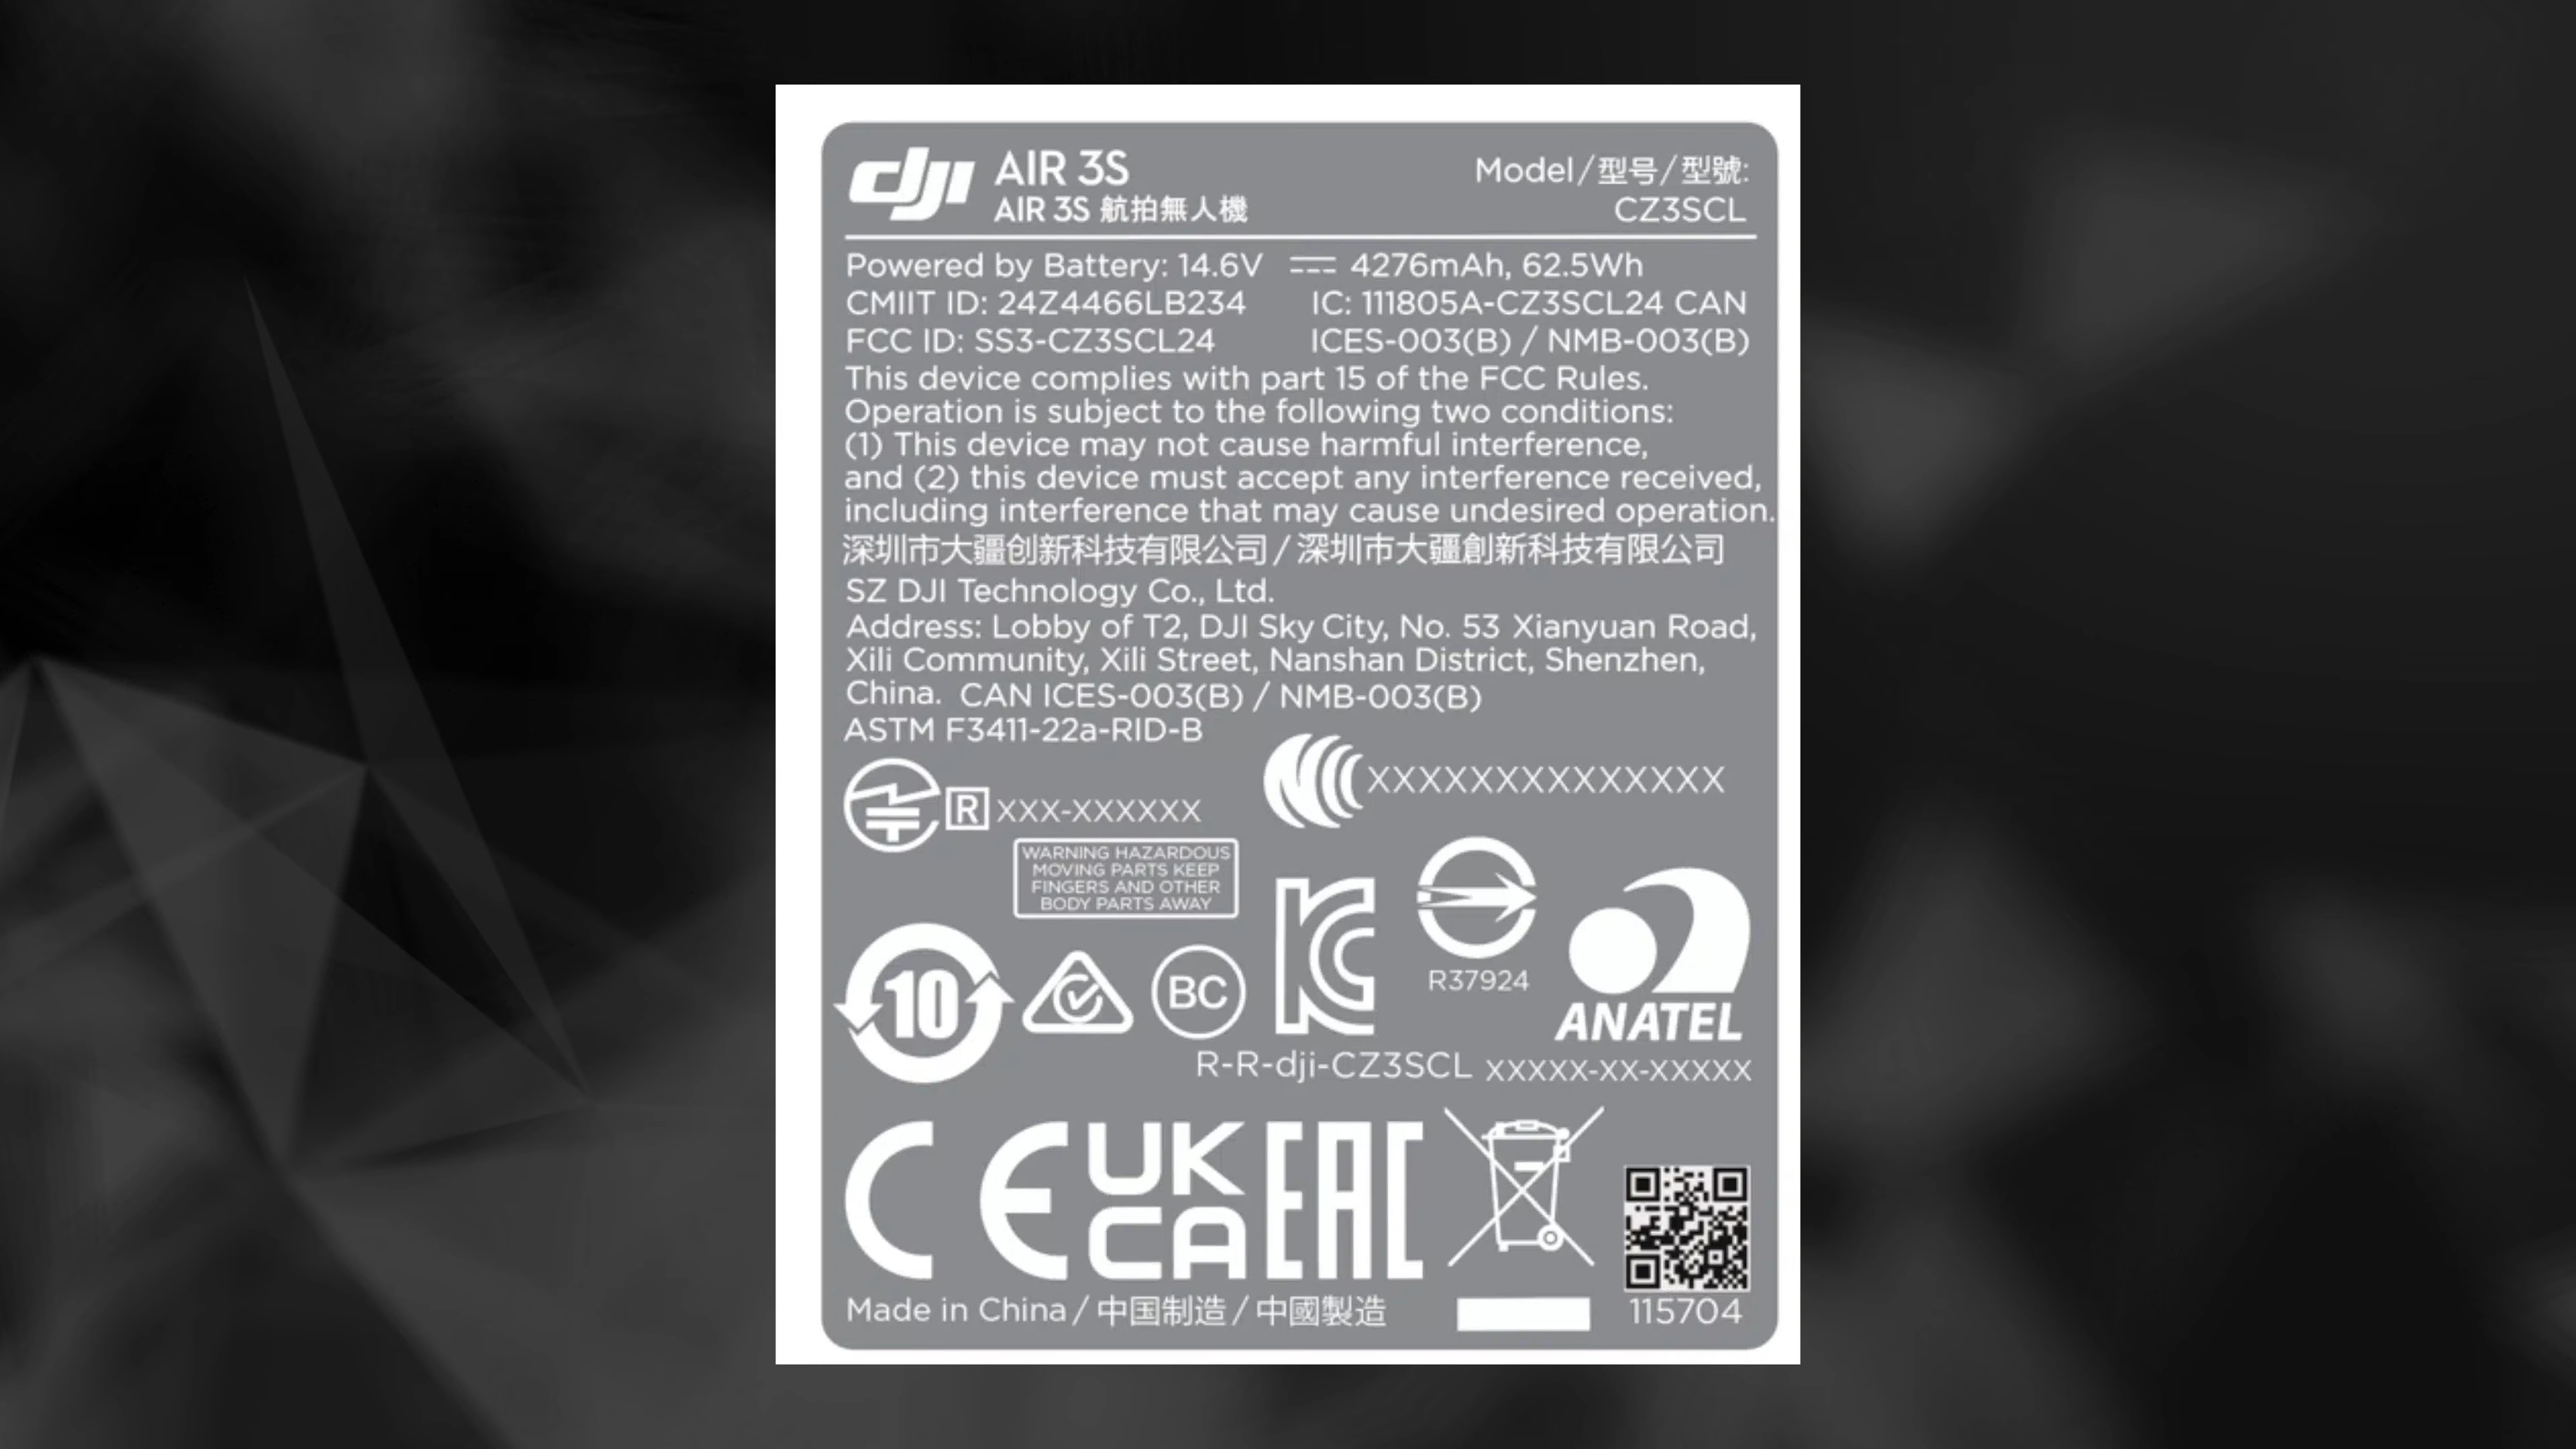 dji AIR 3S
AIR 3S 航拍無人機
Model/型号/型號:
CZ3SCL
Powered by Battery: 14.6V ⎓ 4276mAh, 62.5Wh
CMIIT ID: 24Z4466LB234 IC: 111805A-CZ3SCL24 CAN
FCC ID: SS3-CZ3SCL24 ICES-003(B) / NMB-003(B)
This device complies with part 15 of the FCC Rules.
Operation is subject to the following two conditions:
(1) This device may not cause harmful interference,
and (2) this device must accept any interference received,
including interference that may cause undesired operation.
深圳市大疆创新科技有限公司/深圳市大疆創新科技有限公司
SZ DJI Technology Co., Ltd.
Address: Lobby of T2, DJI Sky City, No. 53 Xianyuan Road,
Xili Community, Xili Street, Nanshan District, Shenzhen,
China. CAN ICES-003(B) / NMB-003(B)
ASTM F3411-22a-RID-B
R XXX-XXXXXX
XXXXXXXXXXXXXX
WARNING HAZARDOUS
MOVING PARTS KEEP
FINGERS AND OTHER
BODY PARTS AWAY
R37924
10
BC
KC
ANATEL
R-R-dji-CZ3SCL
XXXXX-XX-XXXXX
CE
UK
CA
EAC
Made in China/中国制造/中國製造
115704